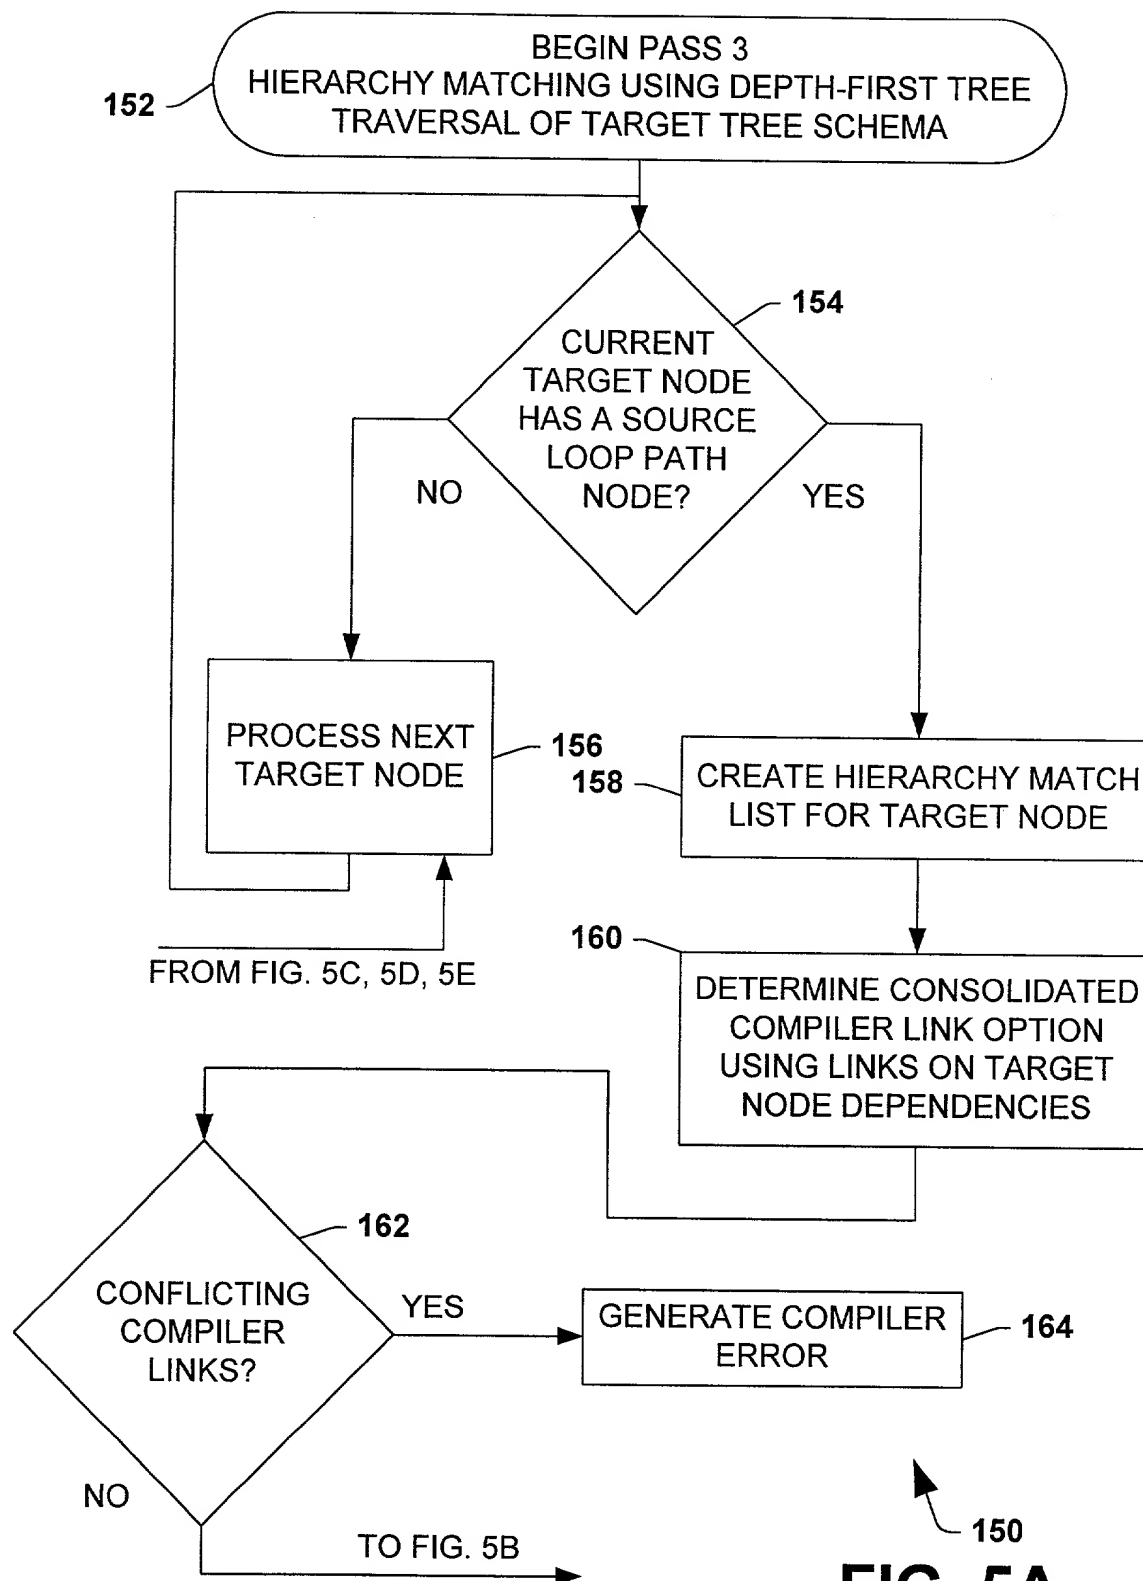 BEGIN PASS 3
HIERARCHY MATCHING USING DEPTH-FIRST TREE
TRAVERSAL OF TARGET TREE SCHEMA
152
154
CURRENT
TARGET NODE
HAS A SOURCE
LOOP PATH
NODE?
NO
YES
PROCESS NEXT
TARGET NODE
156
158
CREATE HIERARCHY MATCH
LIST FOR TARGET NODE
FROM FIG. 5C, 5D, 5E
160
DETERMINE CONSOLIDATED
COMPILER LINK OPTION
USING LINKS ON TARGET
NODE DEPENDENCIES
162
CONFLICTING
COMPILER
LINKS?
YES
GENERATE COMPILER
ERROR
164
NO
TO FIG. 5B
150
FIG. 5A